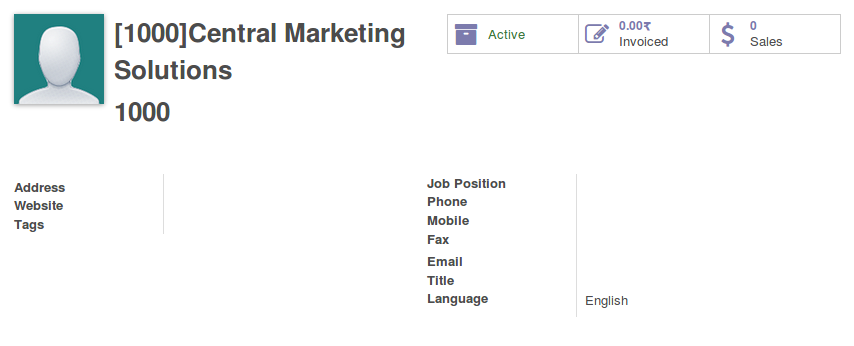 [1000]Central Marketing
Solutions
1000
Active
0.00₹
Invoiced
0
Sales
Address
Website
Tags
Job Position
Phone
Mobile
Fax
Email
Title
Language English